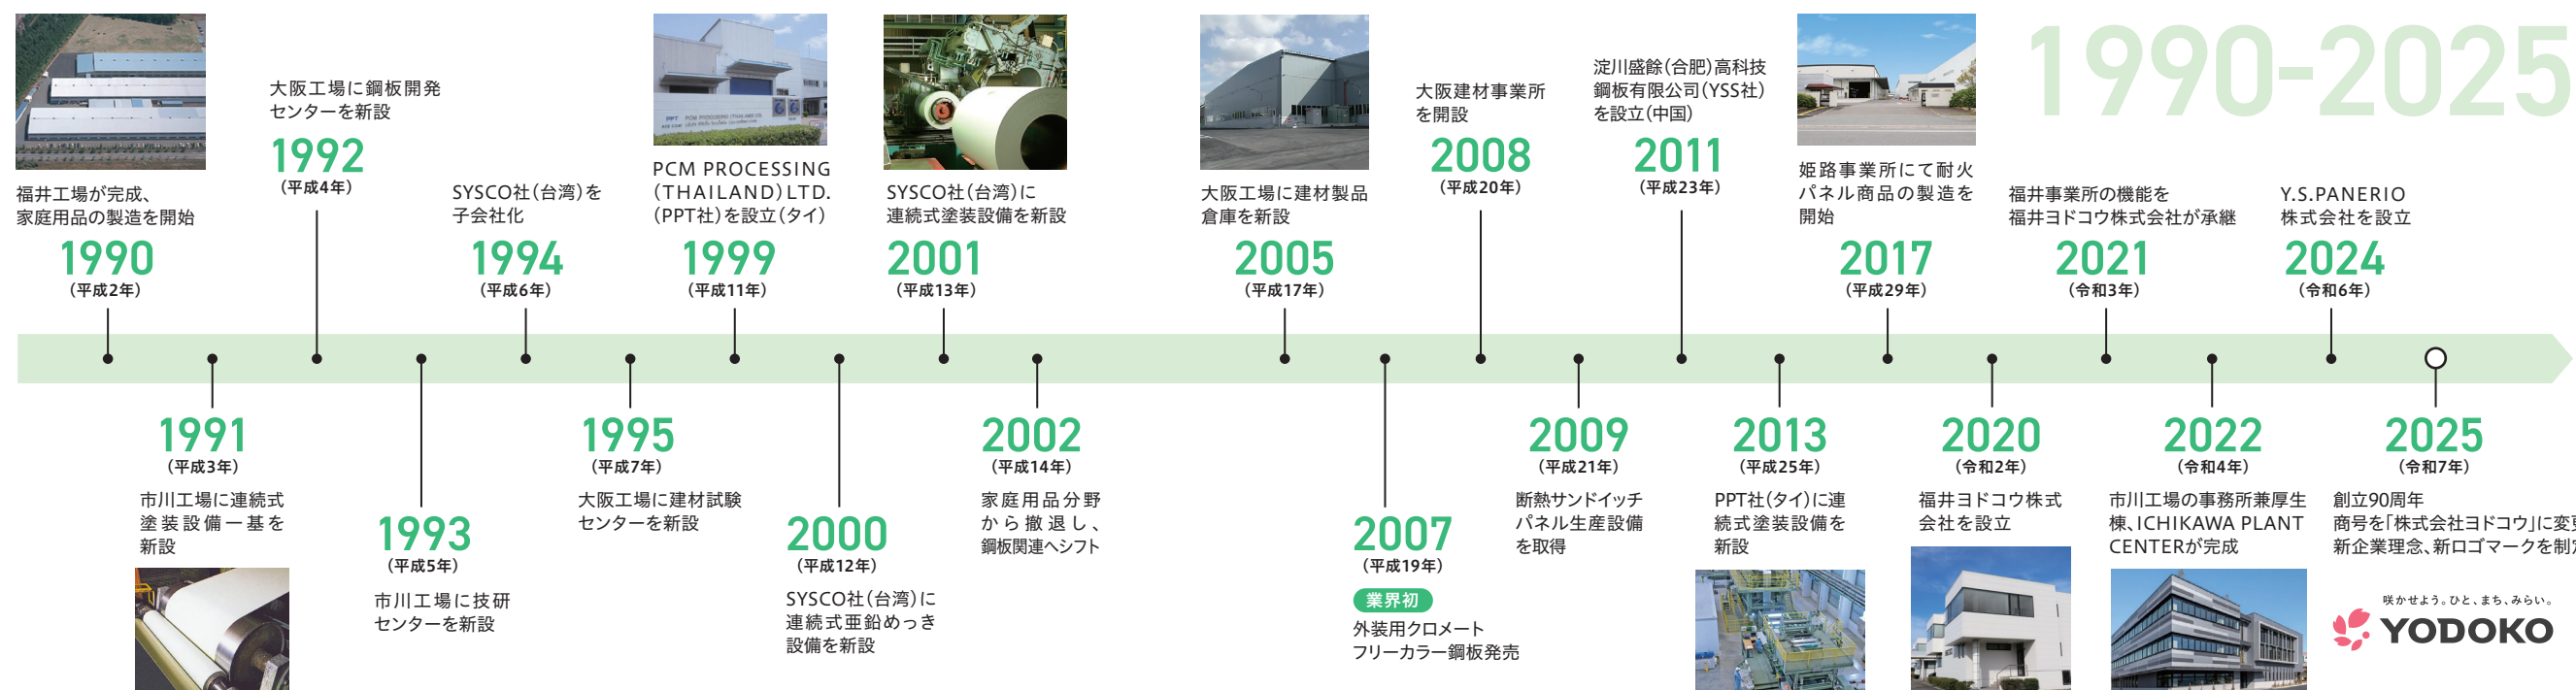 1990-2025
福井工場が完成、
家庭用品の製造を開始
1990
(平成2年)
市川工場に連続式
塗装設備一基を
新設
1991
(平成3年)
大阪工場に鋼板開発
センターを新設
1992
(平成4年)
1993
(平成5年)
市川工場に技研
センターを新設
SYSCO社(台湾)を
子会社化
1994
(平成6年)
1995
(平成7年)
大阪工場に建材試験
センターを新設
PCM PROCESSING
(THAILAND)LTD.
(PPT社)を設立(タイ)
1999
(平成11年)
2000
(平成12年)
SYSCO社(台湾)に
連続式亜鉛めっき
設備を新設
SYSCO社(台湾)に
連続式塗装設備を新設
2001
(平成13年)
2002
(平成14年)
家庭用品分野
から撤退し、
鋼板関連へシフト
大阪工場に建材製品
倉庫を新設
2005
(平成17年)
2007
(平成19年)
業界初
外装用クロメート
フリーカラー鋼板発売
大阪建材事業所
を開設
2008
(平成20年)
2009
(平成21年)
断熱サンドイッチ
パネル生産設備
を取得
淀川盛餘(合肥)高科技
鋼板有限公司(YSS社)
を設立(中国)
2011
(平成23年)
2013
(平成25年)
PPT社(タイ)に連
続式塗装設備を
新設
姫路事業所にて耐火
パネル商品の製造を
開始
2017
(平成29年)
2020
(令和2年)
福井ヨドコウ株式
会社を設立
福井事業所の機能を
福井ヨドコウ株式会社が承継
2021
(令和3年)
2022
(令和4年)
市川工場の事務所兼厚生
棟、ICHIKAWA PLANT
CENTERが完成
Y.S.PANERIO
株式会社を設立
2024
(令和6年)
2025
(令和7年)
創立90周年
商号を「株式会社ヨドコウ」に変
新企業理念、新ロゴマークを制
咲かせよう。ひと、まち、みらい。
YODOKO